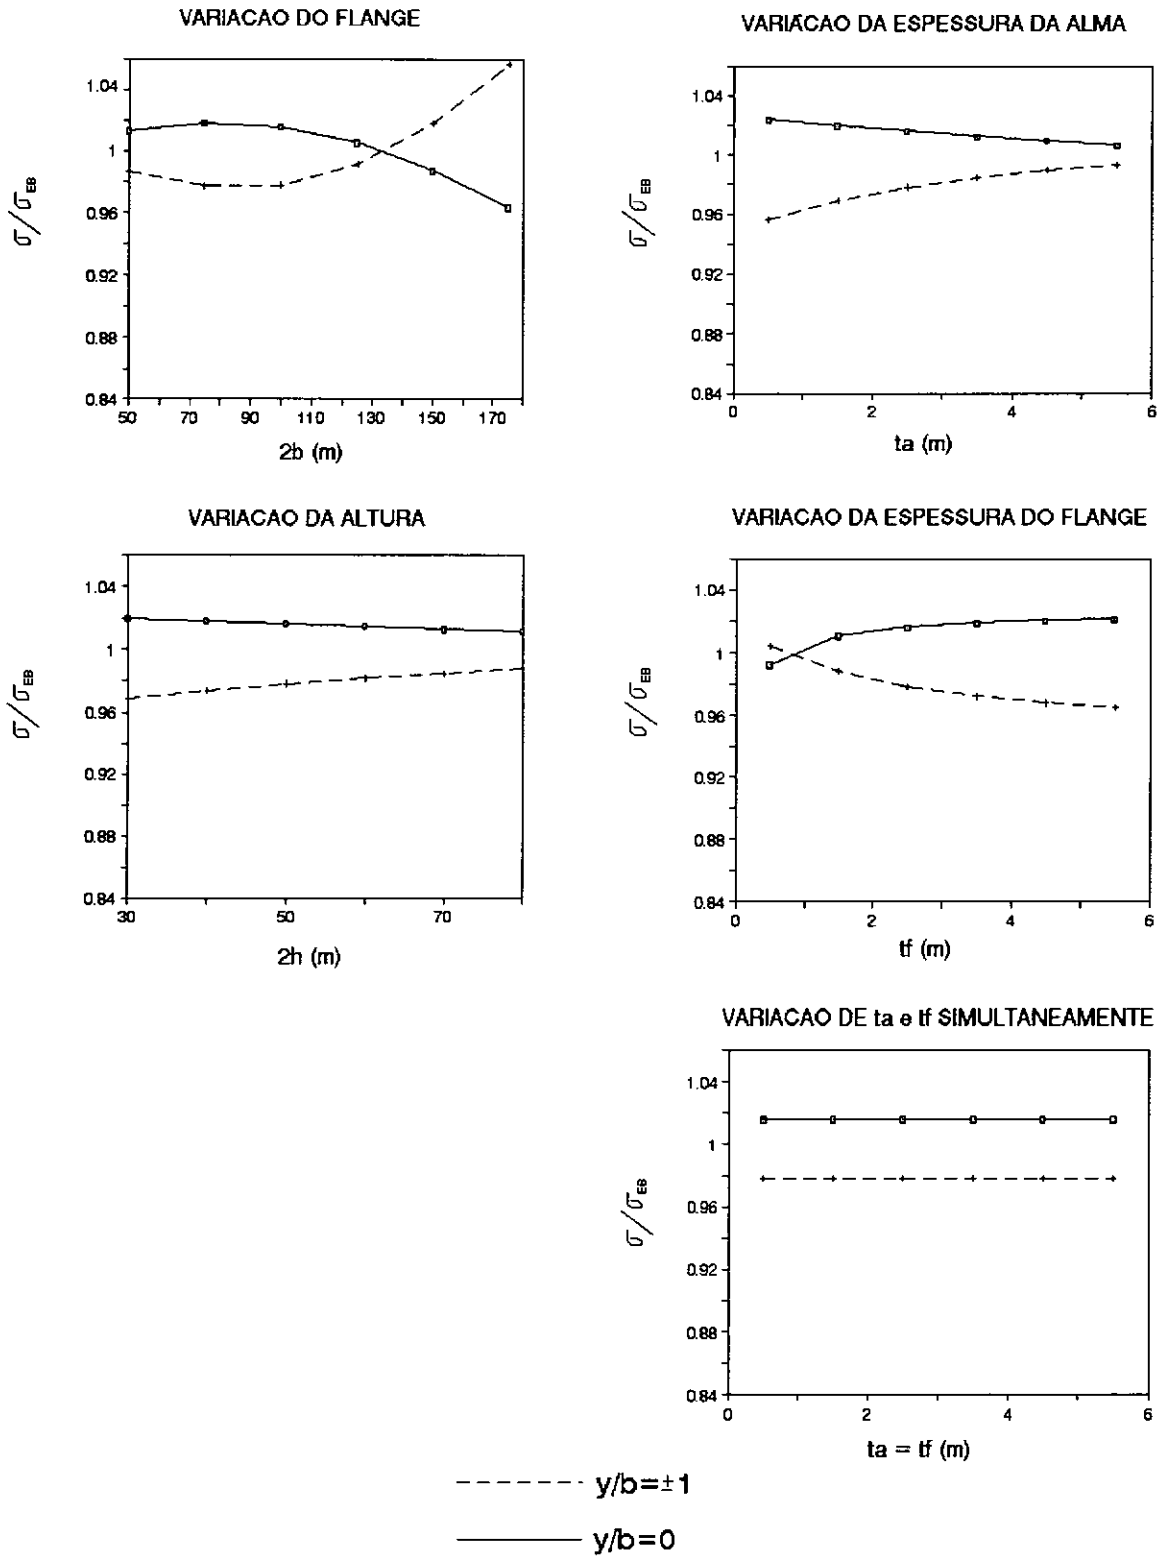 VARIACAO DO FLANGE
1.04
1
0.96
0.92
0.88
0.84
σ/σEB
50 70 90 110 130 150 170
2b (m)
VARIACAO DA ESPESSURA DA ALMA
1.04
1
0.96
0.92
0.88
0.84
σ/σEB
0 2 4 6
ta (m)
VARIACAO DA ALTURA
1.04
1
0.96
0.92
0.88
0.84
σ/σEB
30 50 70
2h (m)
VARIACAO DA ESPESSURA DO FLANGE
1.04
1
0.96
0.92
0.88
0.84
σ/σEB
0 2 4 6
tf (m)
VARIACAO DE ta e tf SIMULTANEAMENTE
1.04
1
0.96
0.92
0.88
0.84
σ/σEB
0 2 4 6
ta = tf (m)
y/b=±1
y/b=0